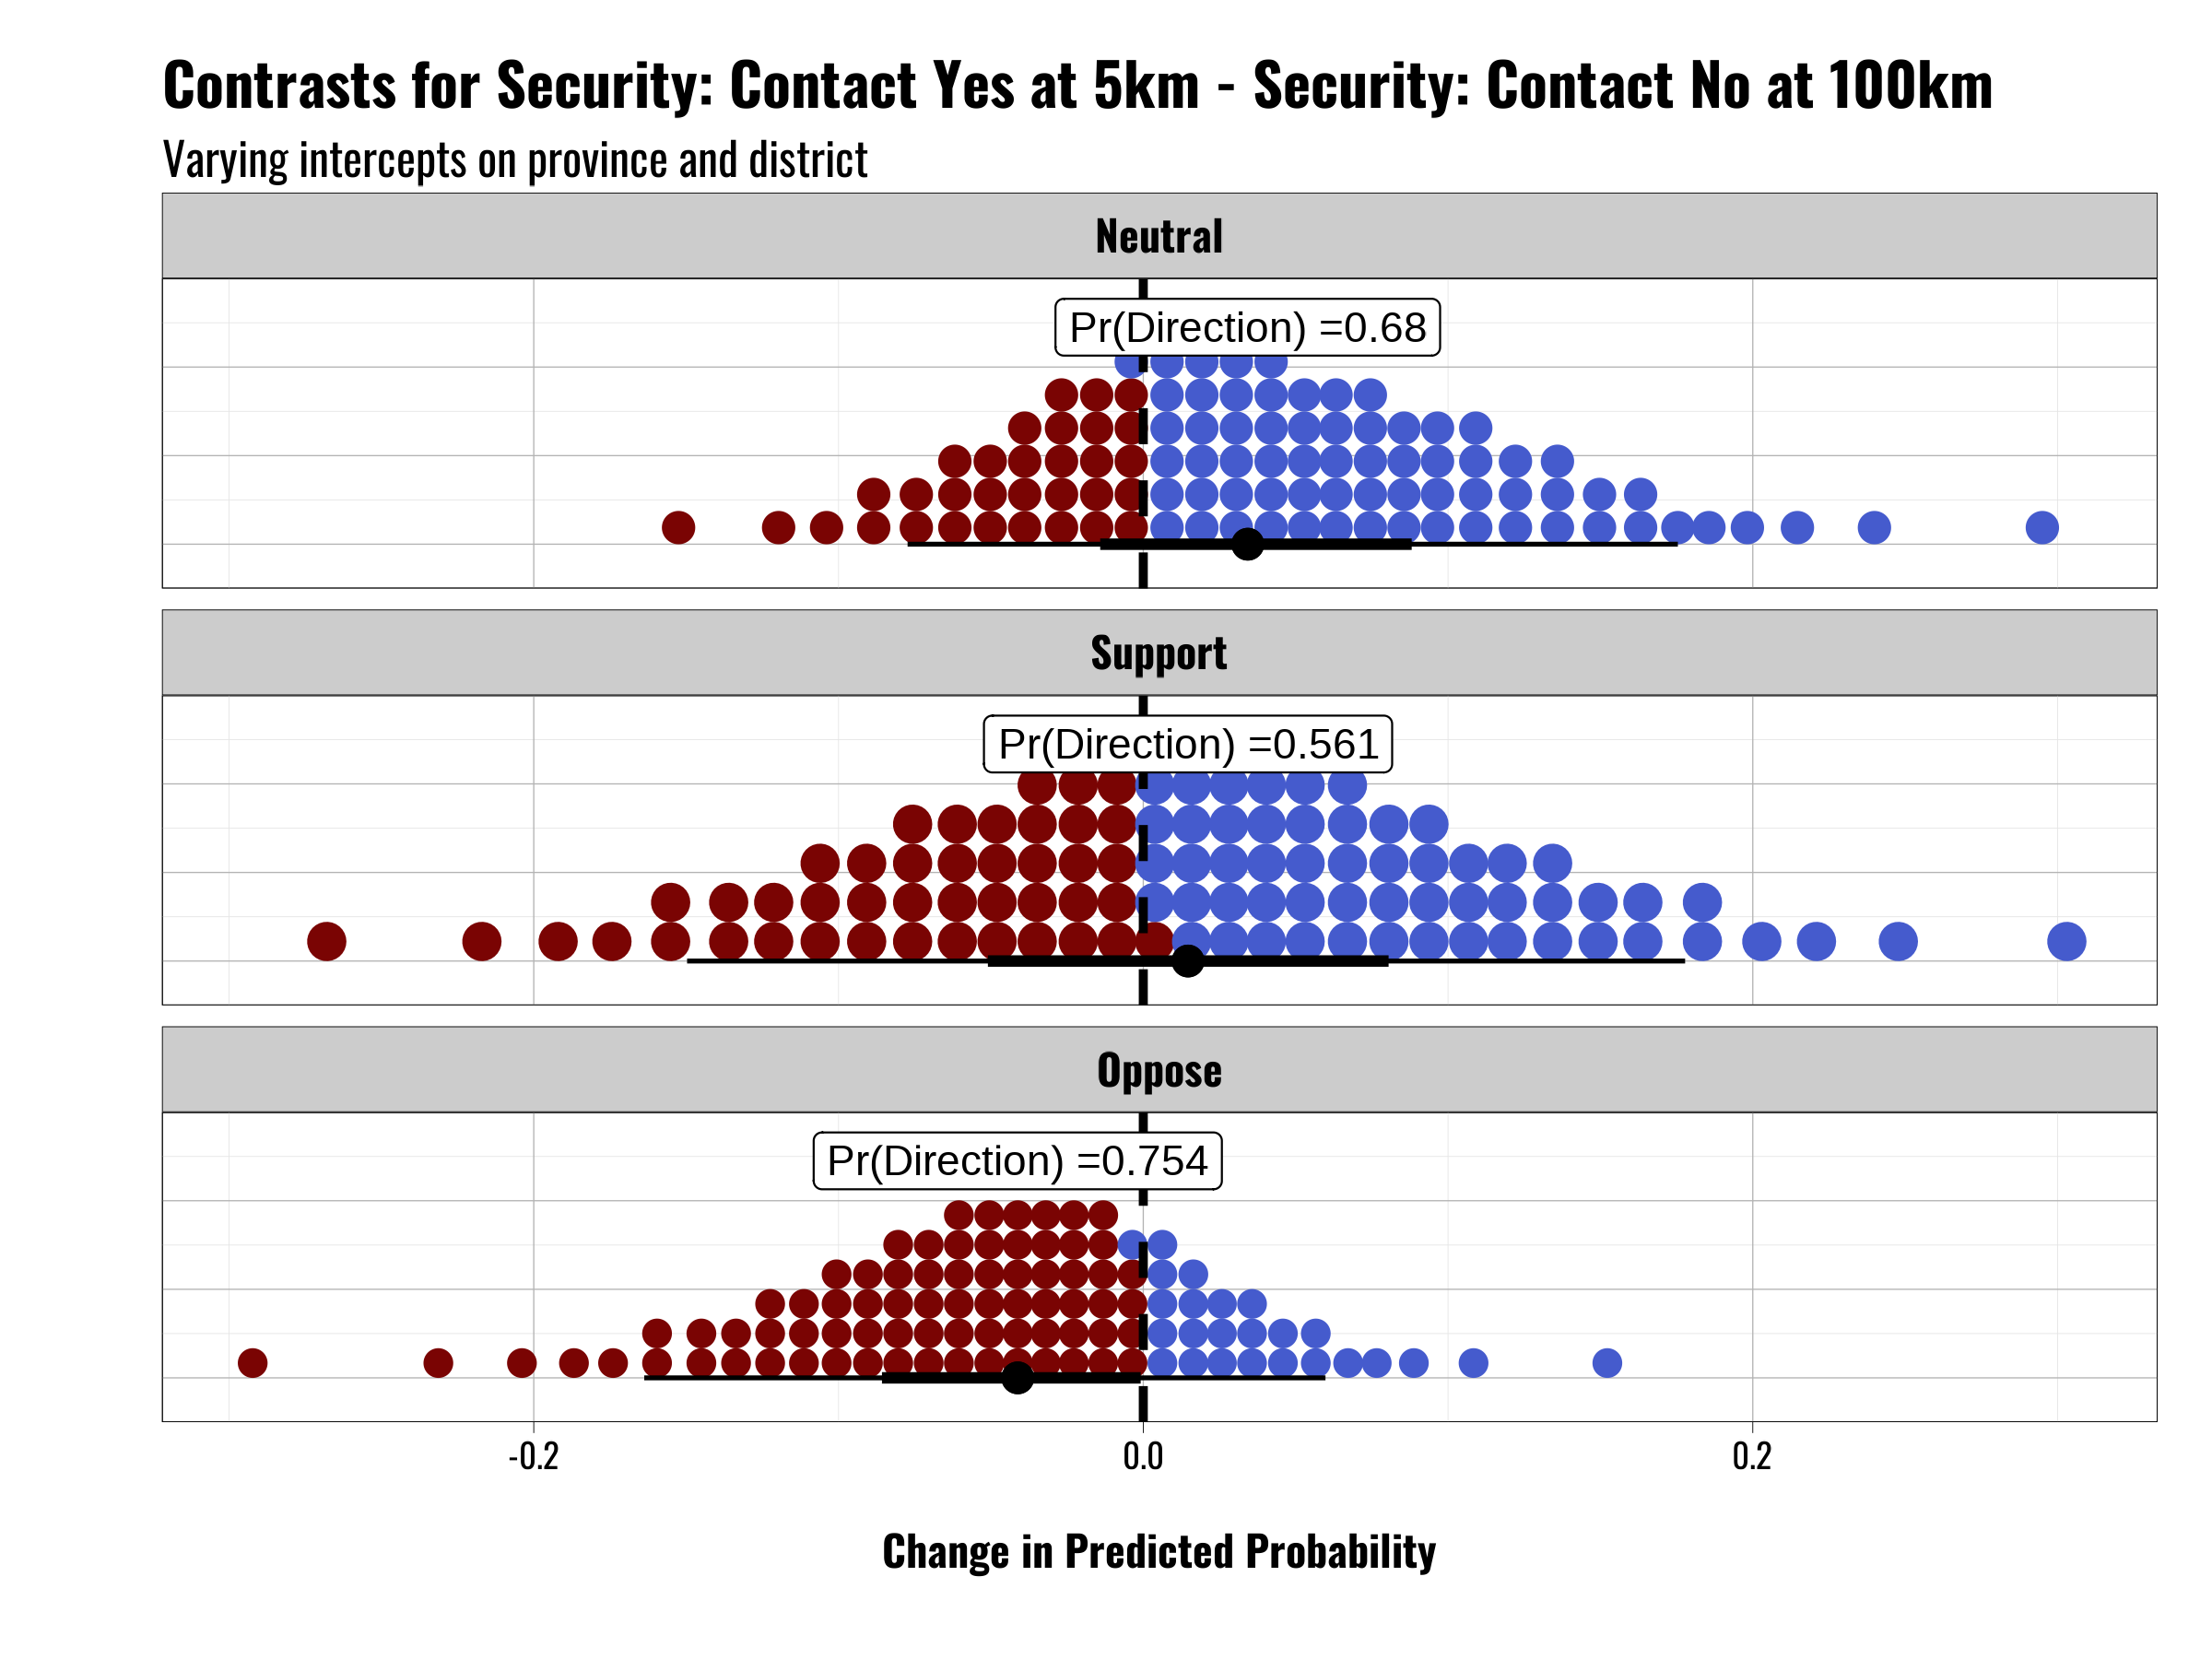 Contrasts for Security: Contact Yes at 5km - Security: Contact No at 100km
Varying intercepts on province and district
Neutral
Pr(Direction) =0.68
Support
Pr(Direction) =0.561
Oppose
Pr(Direction) =0.754
-0.2 0.0 0.2
Change in Predicted Probability